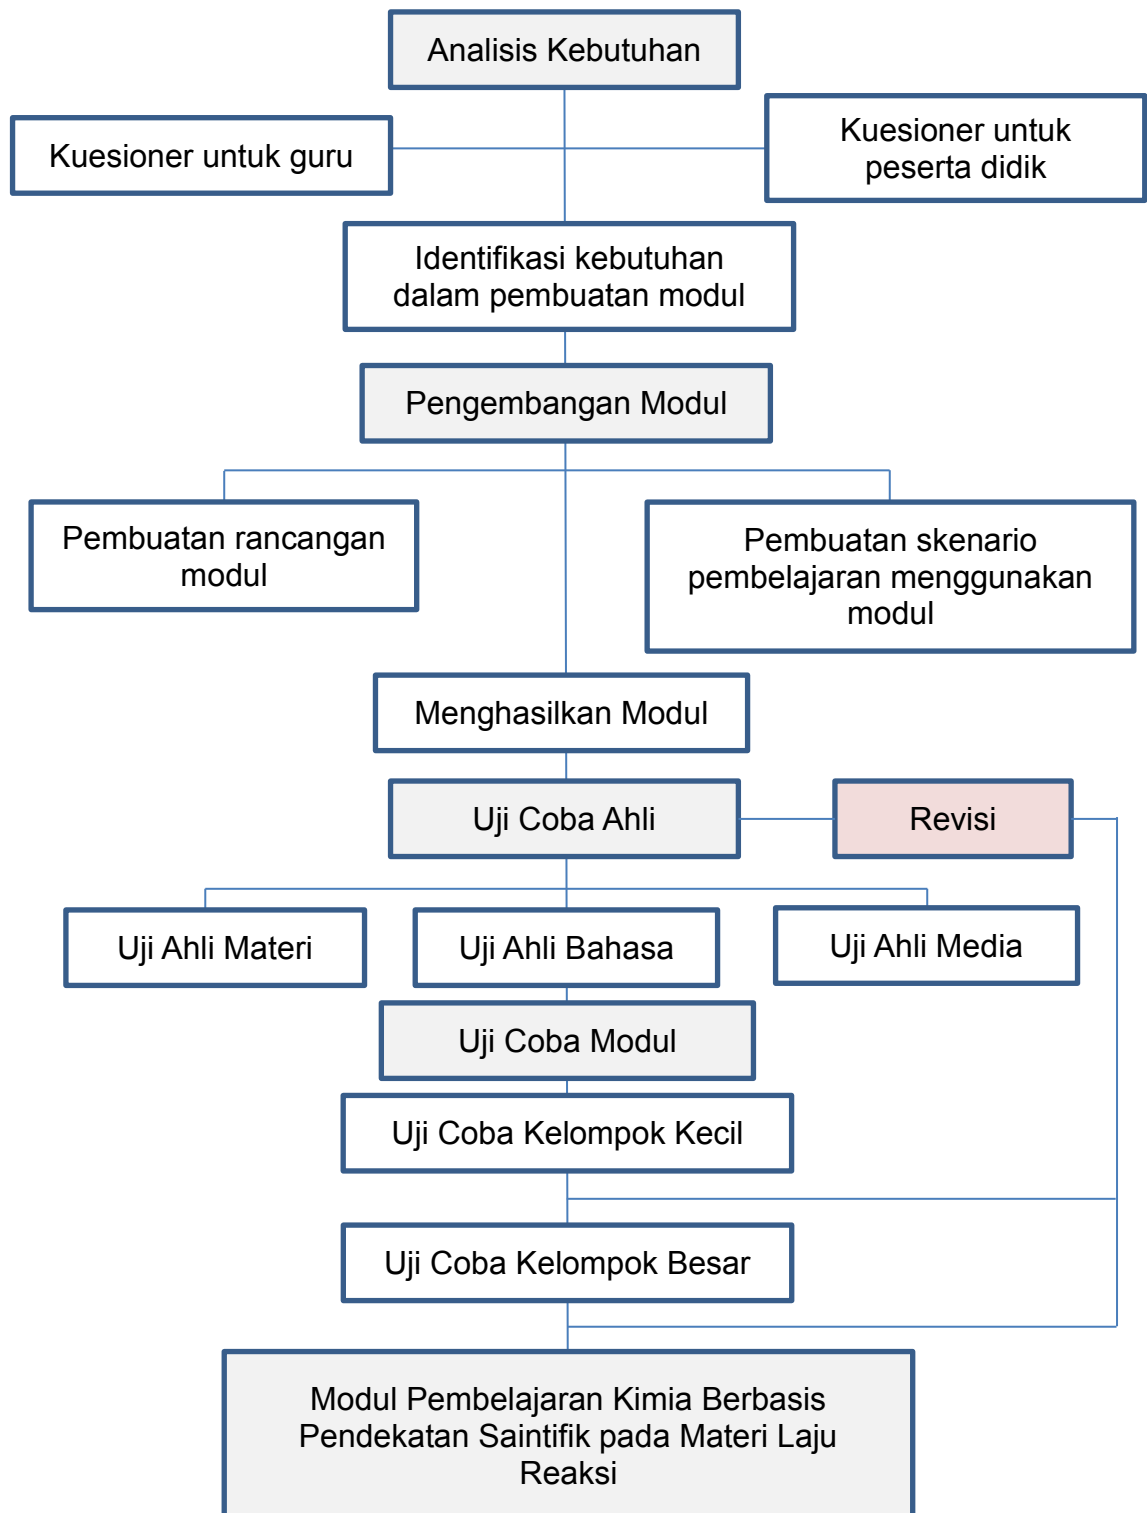 Analisis Kebutuhan
Kuesioner untuk guru
Kuesioner untuk
peserta didik
Identifikasi kebutuhan
dalam pembuatan modul
Pengembangan Modul
Pembuatan rancangan
modul
Pembuatan skenario
pembelajaran menggunakan
modul
Menghasilkan Modul
Uji Coba Ahli
Revisi
Uji Ahli Materi
Uji Ahli Bahasa
Uji Ahli Media
Uji Coba Modul
Uji Coba Kelompok Kecil
Uji Coba Kelompok Besar
Modul Pembelajaran Kimia Berbasis
Pendekatan Saintifik pada Materi Laju
Reaksi